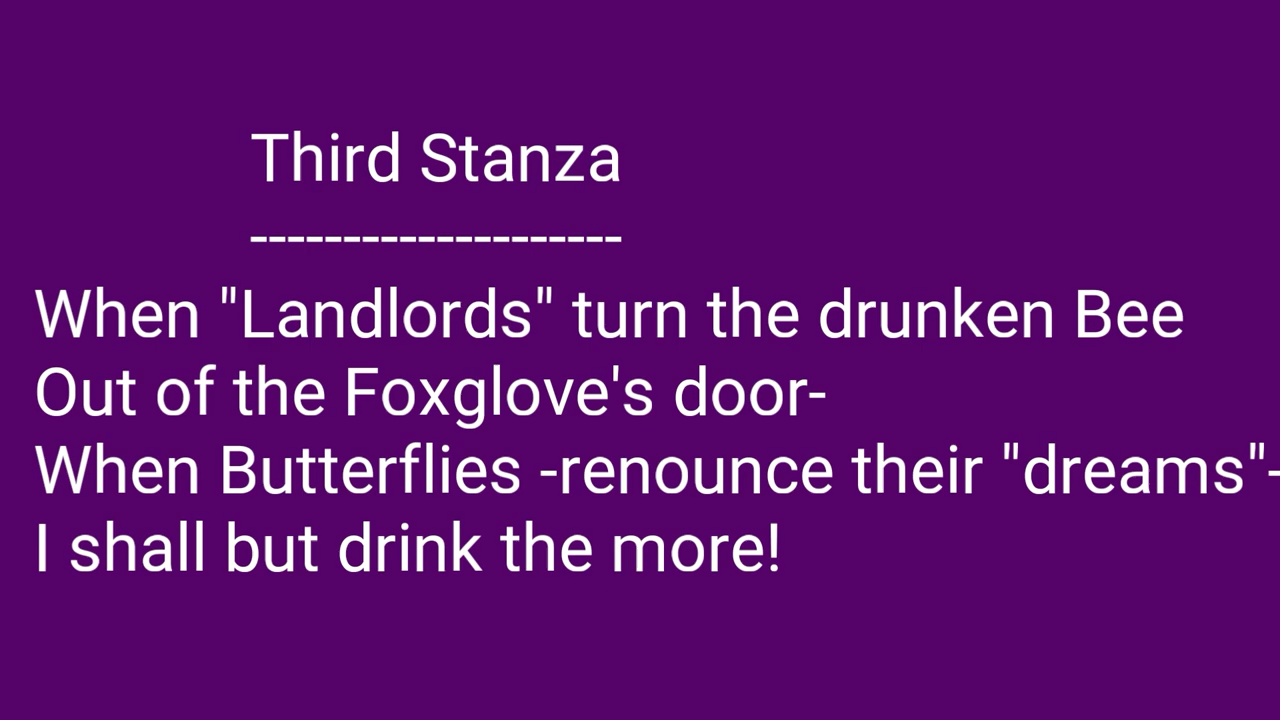 Third Stanza
--------------------
When "Landlords" turn the drunken Bee
Out of the Foxglove's door-
When Butterflies -renounce their "dreams"-
I shall but drink the more!